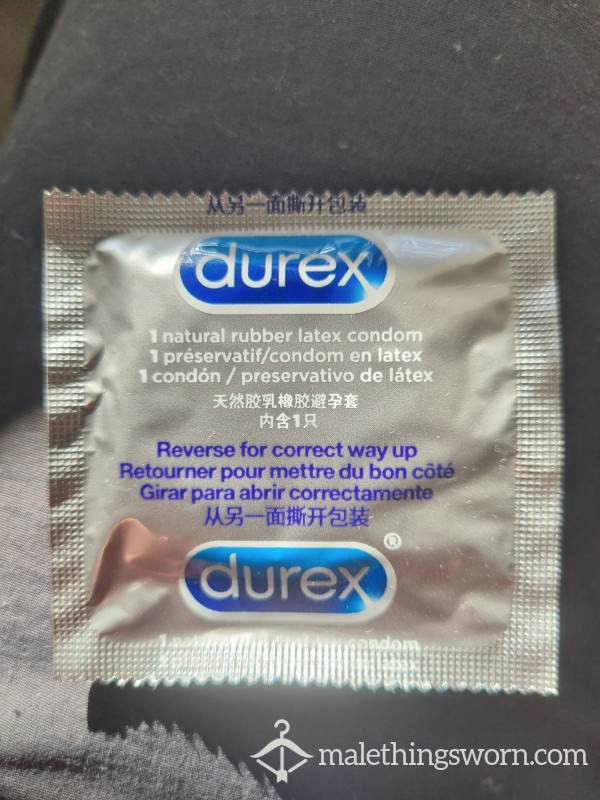 从另一面撕开包装
durex
1 natural rubber latex condom
1 préservatif/condom en latex
1 condón / preservativo de látex
天然胶乳橡胶避孕套
内含1只
Reverse for correct way up
Retourner pour mettre du bon côté
Girar para abrir correctamente
从另一面撕开包装
durex®
1 natu condom
malethingsworn.com